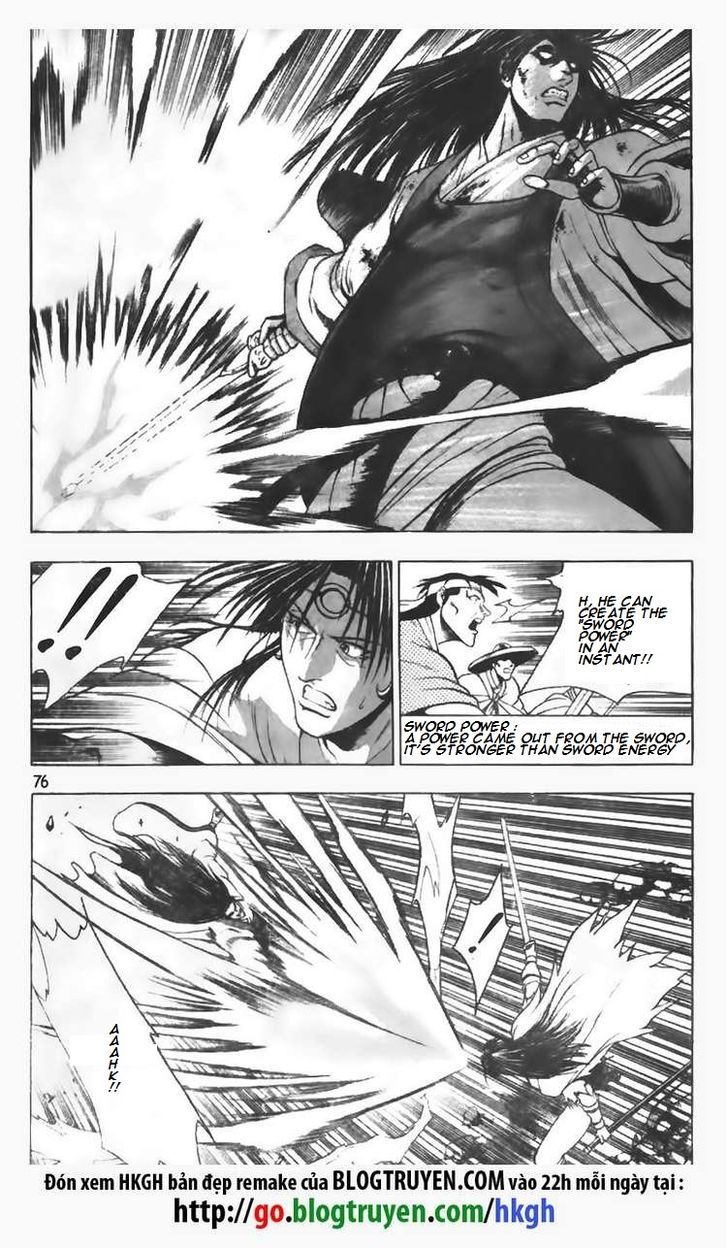 !!
H, HE CAN
CREATE THE
"SWORD
POWER"
IN AN
INSTANT!!
SWORD POWER :
A POWER CAME OUT FROM THE SWORD,
IT'S STRONGER THAN SWORD ENERGY
76
!
AAAHK!!
Đón xem HKGH bản đẹp remake của BLOGTRUYEN.COM vào 22h mỗi ngày tại :
http://go.blogtruyen.com/hkgh